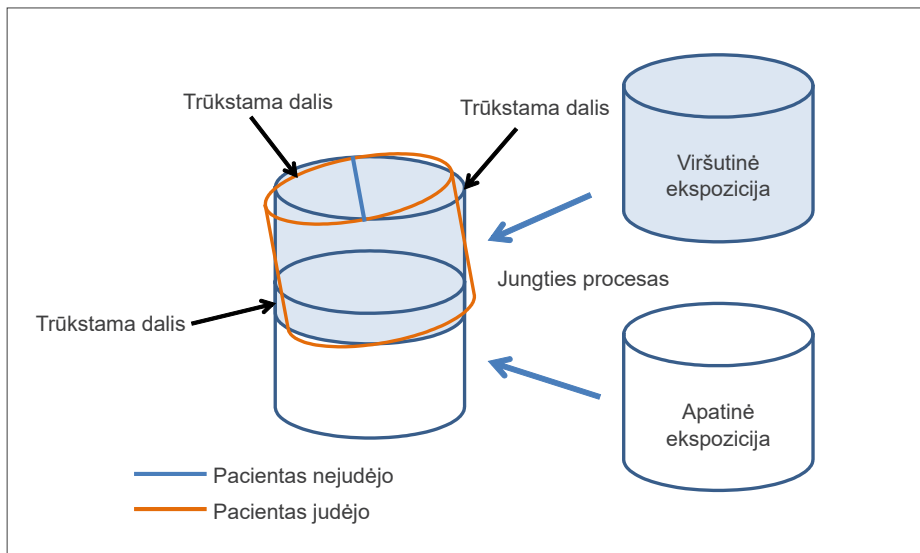 Trūkstama dalis
Trūkstama dalis
Viršutinė
ekspozicija
Jungties procesas
Trūkstama dalis
Apatinė
ekspozicija
Pacientas nejudėjo
Pacientas judėjo